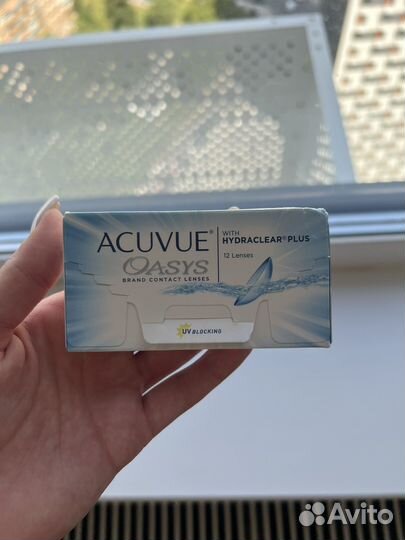 ACUVUE®
OASYS
BRAND CONTACT LENSES
WITH
HYDRACLEAR® PLUS
12 Lenses
UV BLOCKING
Avito